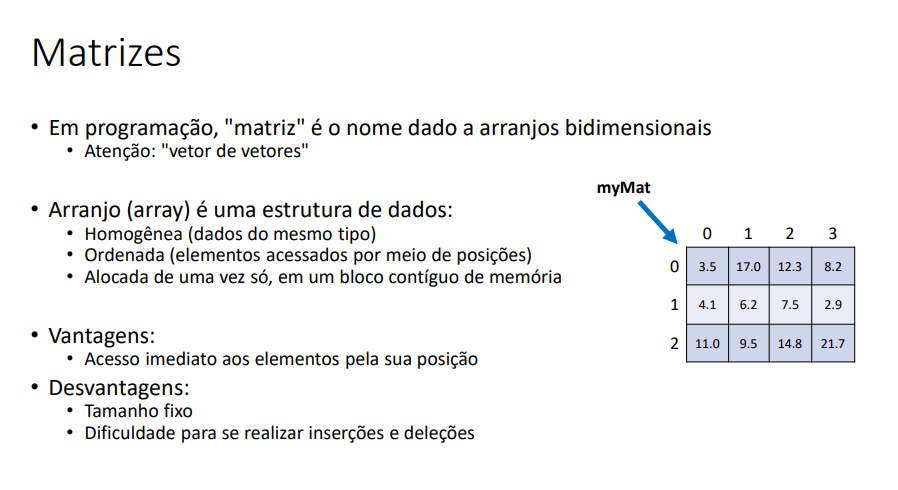 Matrizes
• Em programação, "matriz" é o nome dado a arranjos bidimensionais
• Atenção: "vetor de vetores"
• Arranjo (array) é uma estrutura de dados:
• Homogênea (dados do mesmo tipo)
• Ordenada (elementos acessados por meio de posições)
• Alocada de uma vez só, em um bloco contíguo de memória
• Vantagens:
• Acesso imediato aos elementos pela sua posição
• Desvantagens:
• Tamanho fixo
• Dificuldade para se realizar inserções e deleções
myMat
0 1 2 3
0 3.5 17.0 12.3 8.2
1 4.1 6.2 7.5 2.9
2 11.0 9.5 14.8 21.7